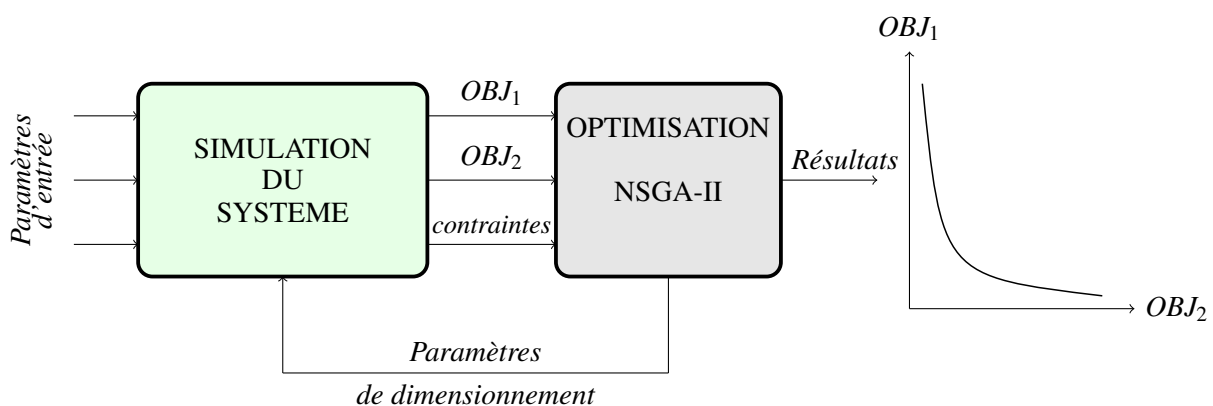 Paramètres
d'entrée
SIMULATION
DU
SYSTEME
OBJ₁
OBJ₂
contraintes
OPTIMISATION
NSGA-II
Résultats
OBJ₁
OBJ₂
Paramètres
de dimensionnement